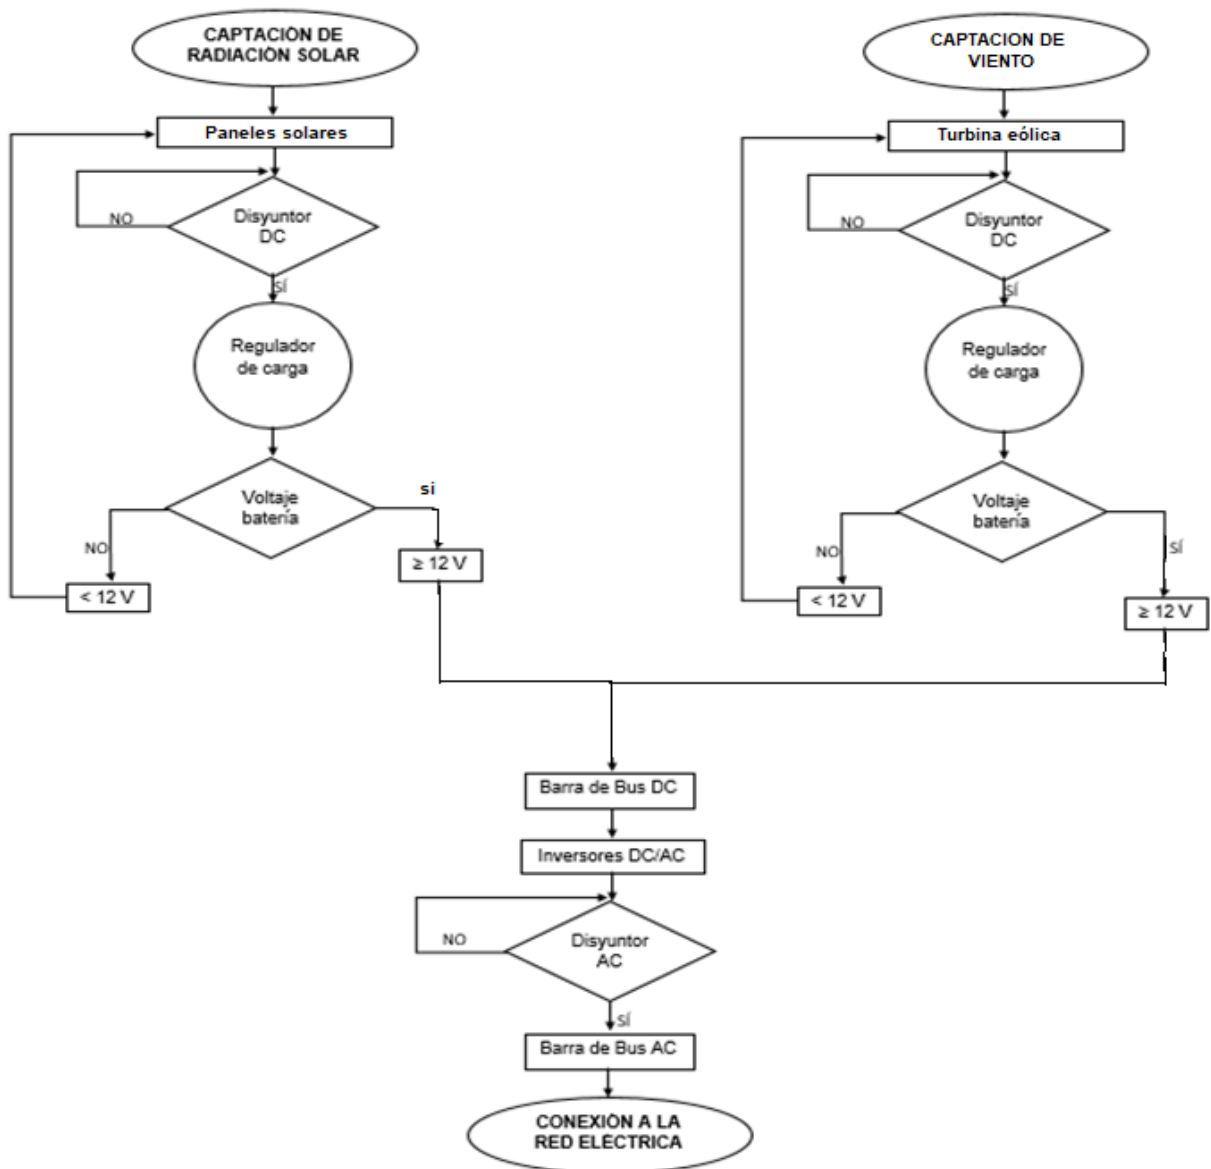 CAPTACIÓN DE
RADIACIÓN SOLAR
Paneles solares
NO
Disyuntor
DC
SÍ
Regulador
de carga
Voltaje
batería
si
NO
≥ 12 V
< 12 V
CAPTACION DE
VIENTO
Turbina eólica
NO
Disyuntor
DC
SÍ
Regulador
de carga
Voltaje
batería
NO
SÍ
< 12 V
≥ 12 V
Barra de Bus DC
Inversores DC/AC
NO
Disyuntor
AC
SÍ
Barra de Bus AC
CONEXIÓN A LA
RED ELÉCTRICA